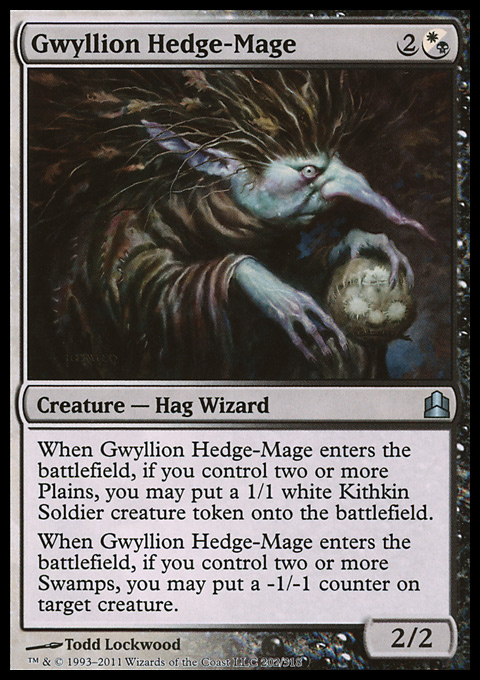 Gwyllion Hedge-Mage 2
Creature — Hag Wizard
When Gwyllion Hedge-Mage enters the
battlefield, if you control two or more
Plains, you may put a 1/1 white Kithkin
Soldier creature token onto the battlefield.
When Gwyllion Hedge-Mage enters the
battlefield, if you control two or more
Swamps, you may put a -1/-1 counter on
target creature.
2/2
Todd Lockwood
™ & © 1993–2011 Wizards of the Coast LLC 202/318